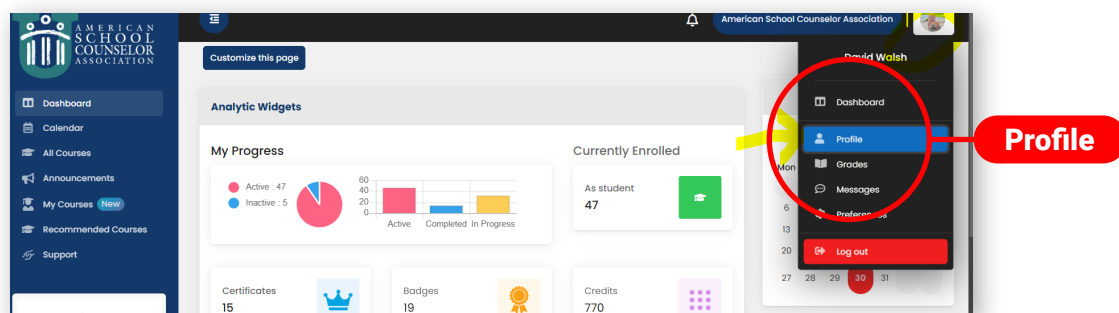 AMERICAN
SCHOOL
COUNSELOR
ASSOCIATION
American School Counselor Association
Customize this page
David Walsh
Dashboard
Calendar
All Courses
Announcements
My Courses New
Recommended Courses
Support
Analytic Widgets
My Progress
Active : 47
Inactive : 5
60
40
20
0
Active Completed In Progress
Currently Enrolled
As student
47
Certificates
15
Badges
19
Credits
770
Mon
6
13
20
27 28 29 30 31
Dashboard
Profile
Grades
Messages
Preferences
Log out
Profile